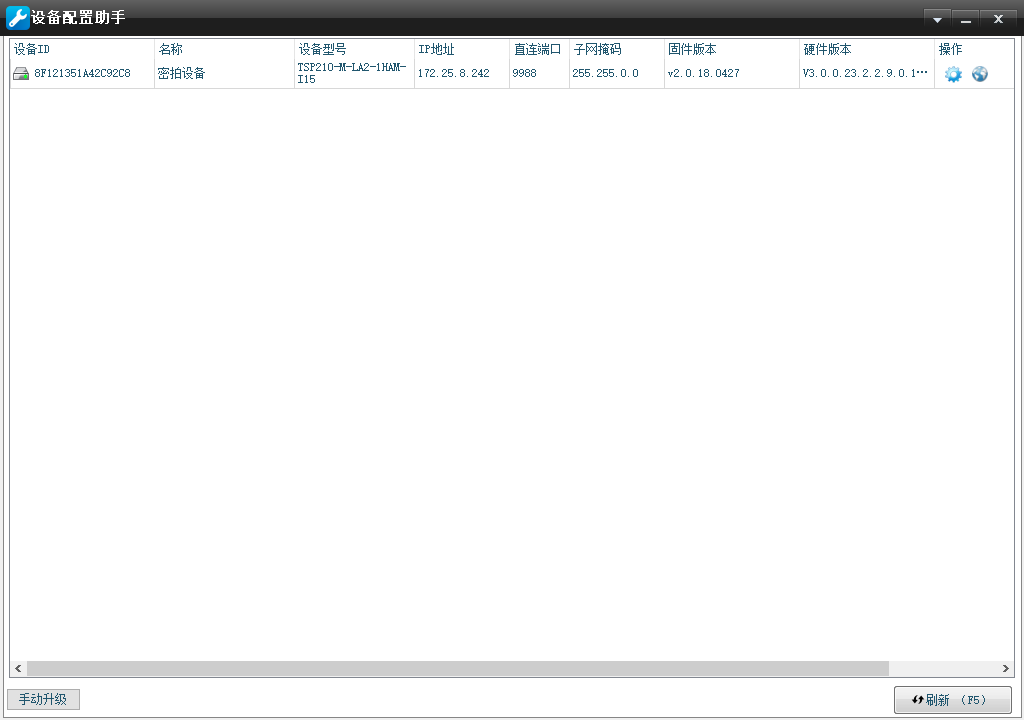 设备配置助手
设备ID 名称 设备型号 IP地址 直连端口 子网掩码 固件版本 硬件版本 操作
8F121351A42C92C8 密拍设备 TSP210-M-LA2-1HAM-I15 172.25.8.242 9988 255.255.0.0 v2.0.18.0427 V3.0.0.23.2.2.9.0.1···
手动升级 刷新 (F5)